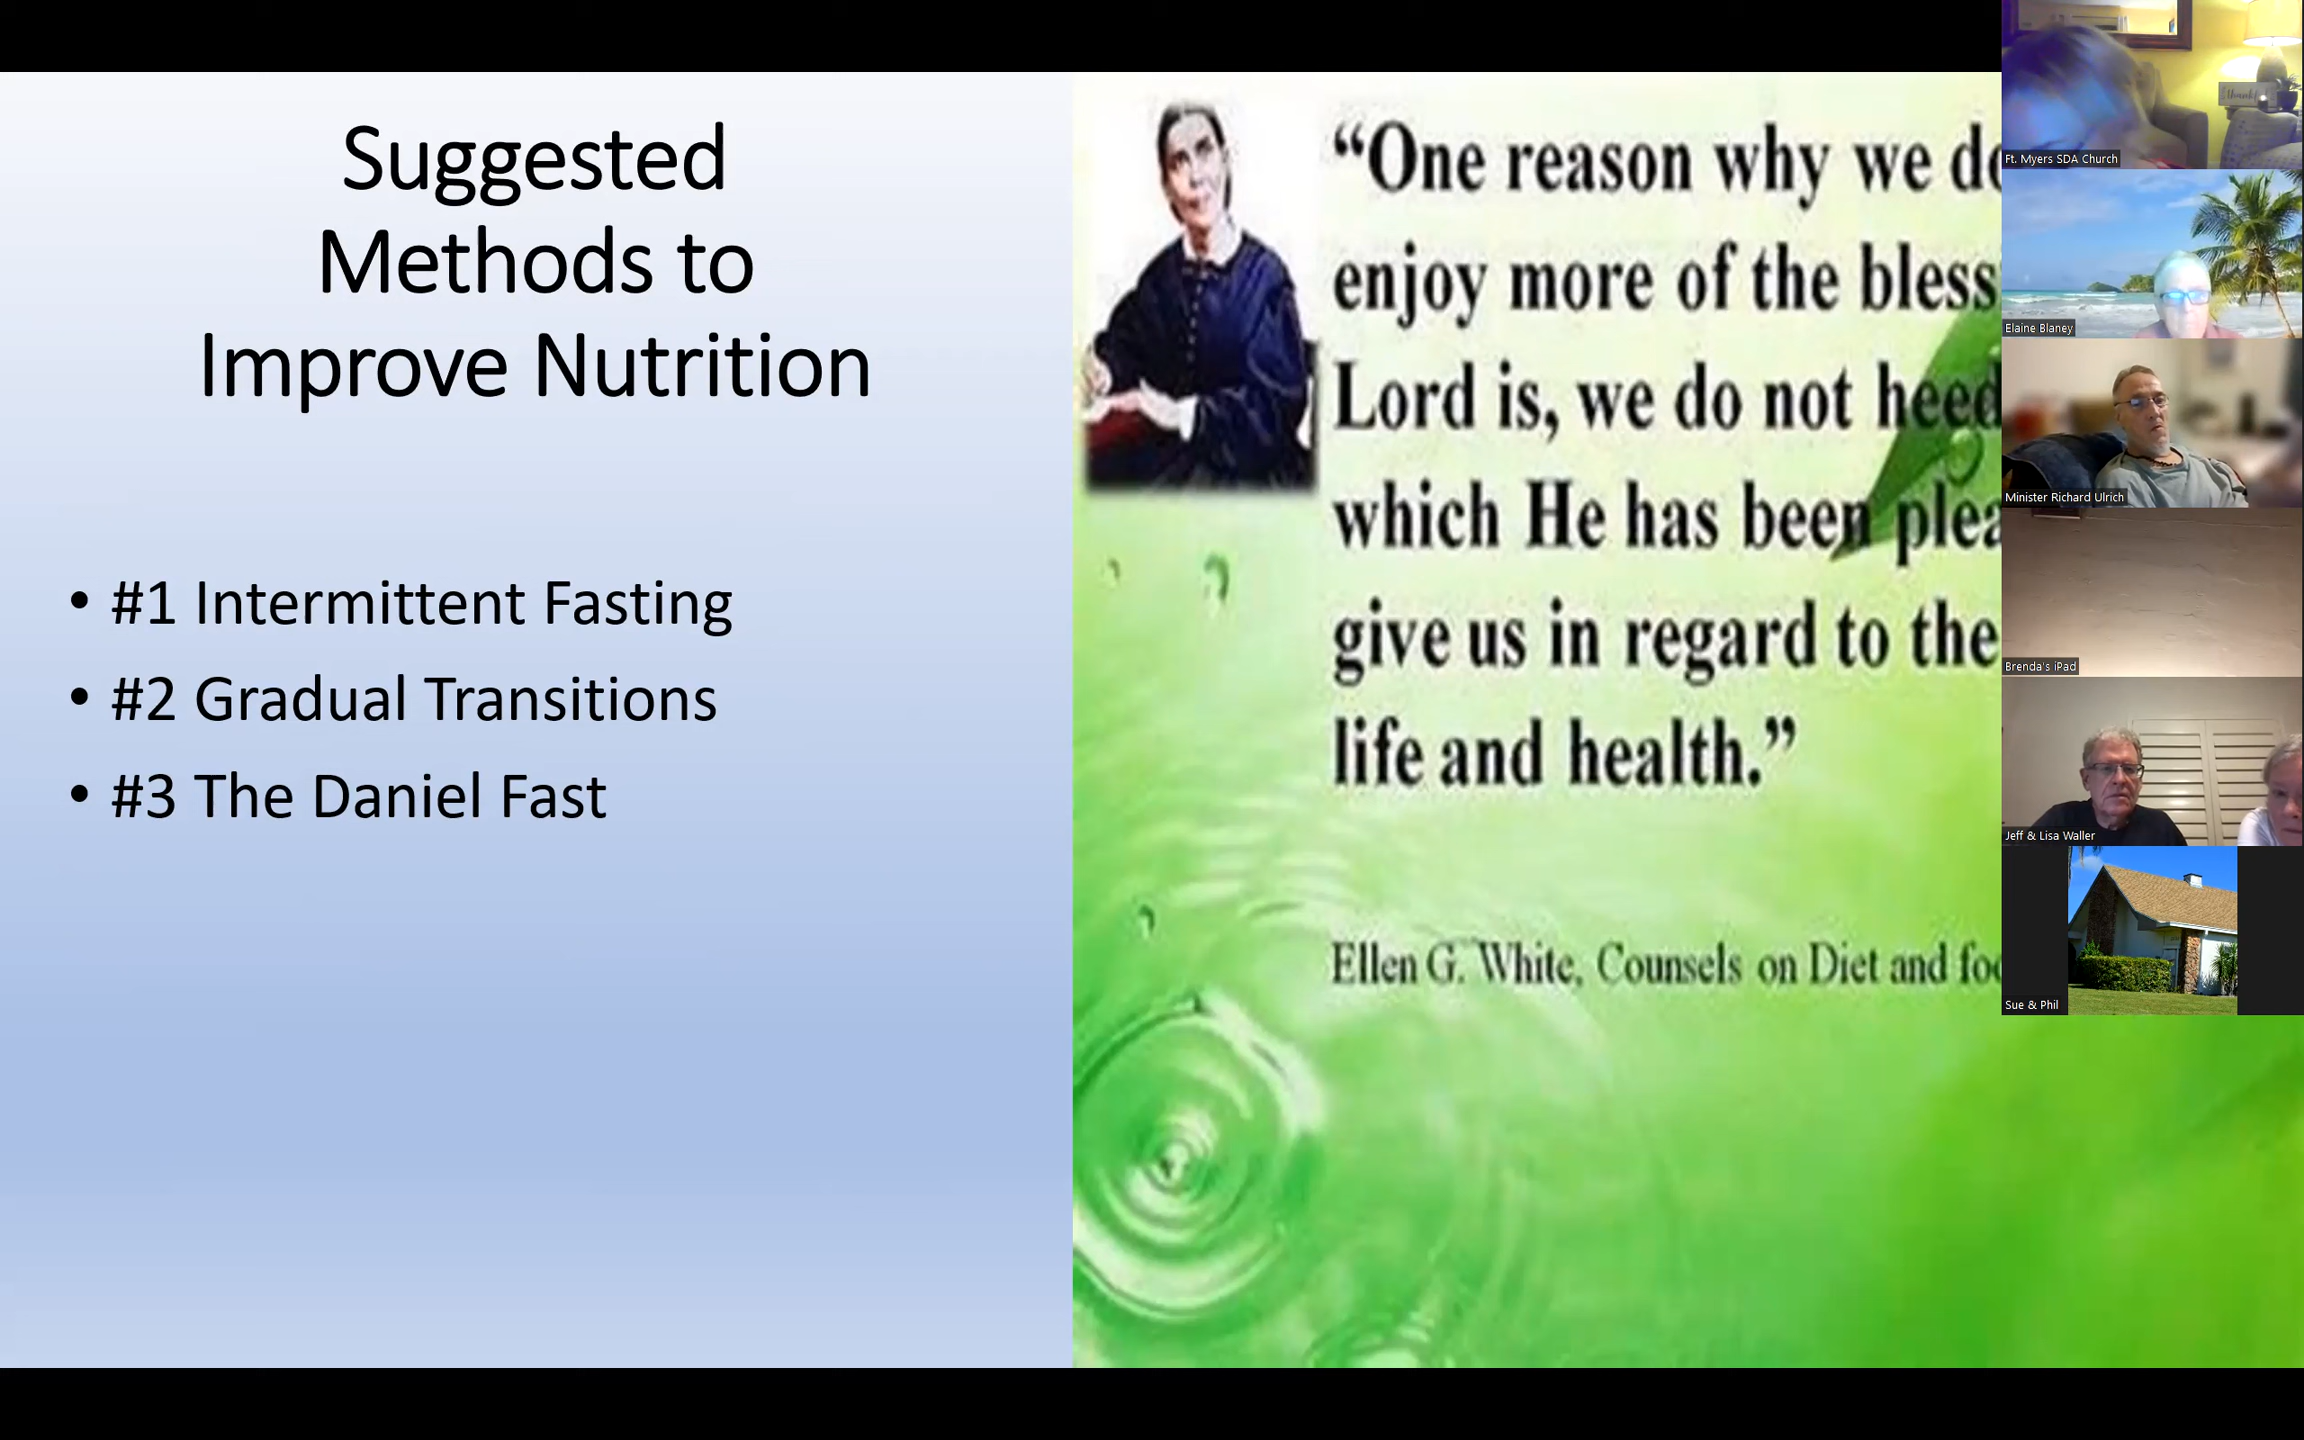 Suggested
Methods to
Improve Nutrition
• #1 Intermittent Fasting
• #2 Gradual Transitions
• #3 The Daniel Fast
“One reason why we do
enjoy more of the bless
Lord is, we do not heed
which He has been plea
give us in regard to the
life and health.”
Ellen G. White, Counsels on Diet and foo
Ft. Myers SDA Church
Elaine Blaney
Minister Richard Ulrich
Brenda's iPad
Jeff & Lisa Waller
Sue & Phil